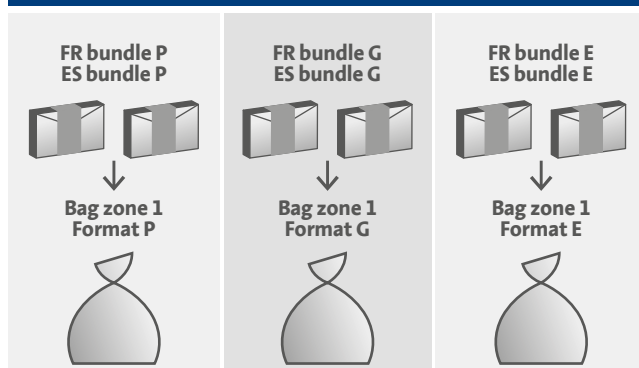 FR bundle P
ES bundle P
Bag zone 1
Format P
FR bundle G
ES bundle G
Bag zone 1
Format G
FR bundle E
ES bundle E
Bag zone 1
Format E